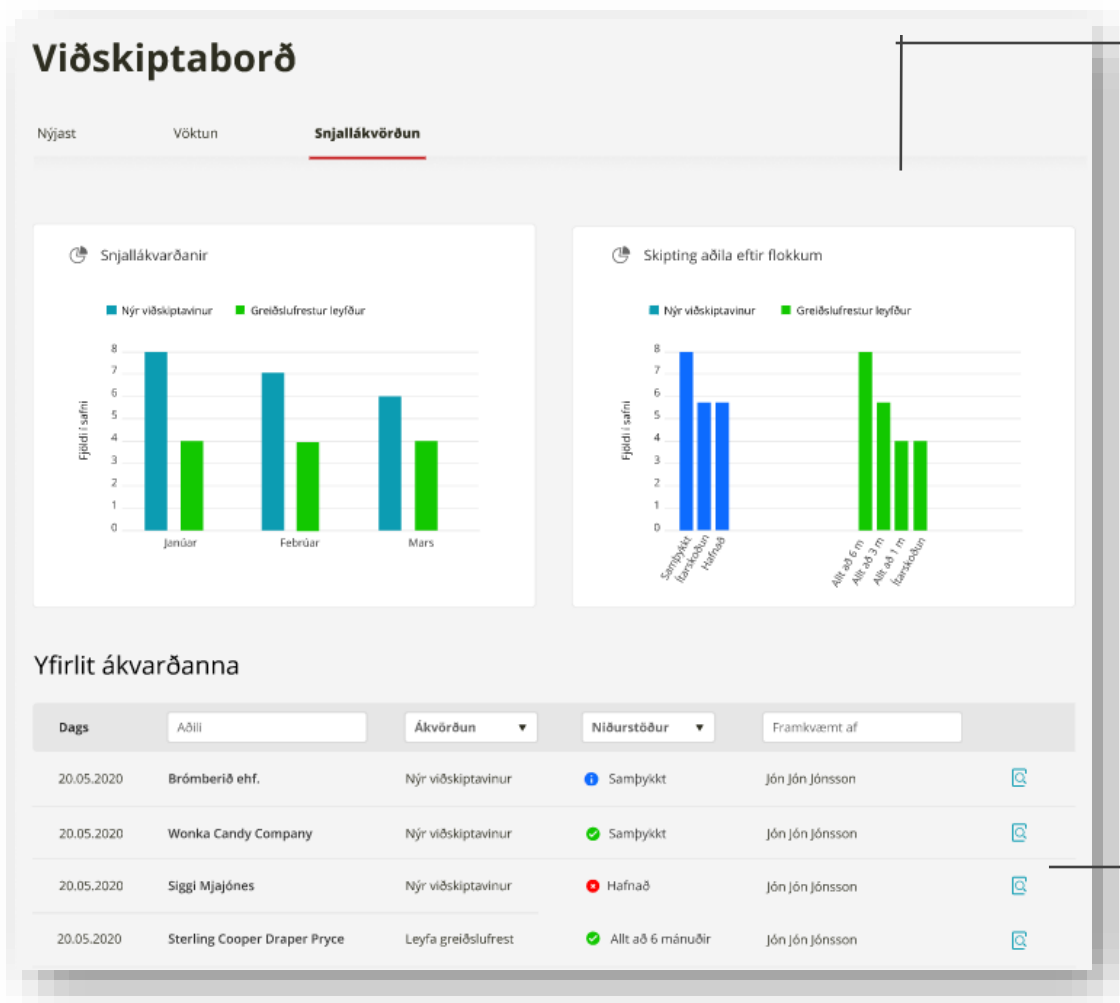 Viðskiptaborð
Nýjast Vöktun Snjallákvörðun
Snjallákvarðanir
Nýr viðskiptavinur Greiðslufrestur leyfður
Fjöldi í safni
8
7
6
5
4
3
2
1
0
Janúar Febrúar Mars
Skipting aðila eftir flokkum
Nýr viðskiptavinur Greiðslufrestur leyfður
Fjöldi í safni
8
7
6
5
4
3
2
1
0
Samþykkt
Ítarskoðun
Hafnað
Allt að 6 m
Allt að 3 m
Allt að 1 m
Ítarskoðun
Yfirlit ákvarðanna
Dags Aðili Ákvörðun Niðurstöður Framkvæmt af
20.05.2020 Brómberið ehf. Nýr viðskiptavinur Samþykkt Jón Jón Jónsson
20.05.2020 Wonka Candy Company Nýr viðskiptavinur Samþykkt Jón Jón Jónsson
20.05.2020 Siggi Mjajónes Nýr viðskiptavinur Hafnað Jón Jón Jónsson
20.05.2020 Sterling Cooper Draper Pryce Leyfa greiðslufrest Allt að 6 mánuðir Jón Jón Jónsson